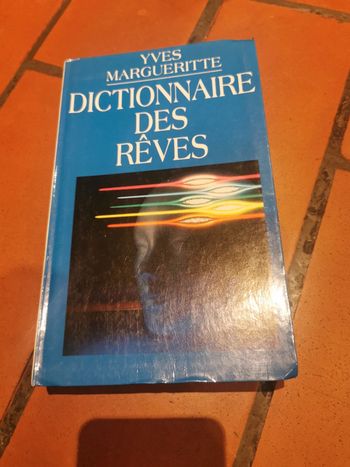 YVES
MARGUERITTE
DICTIONNAIRE
DES
RÊVES